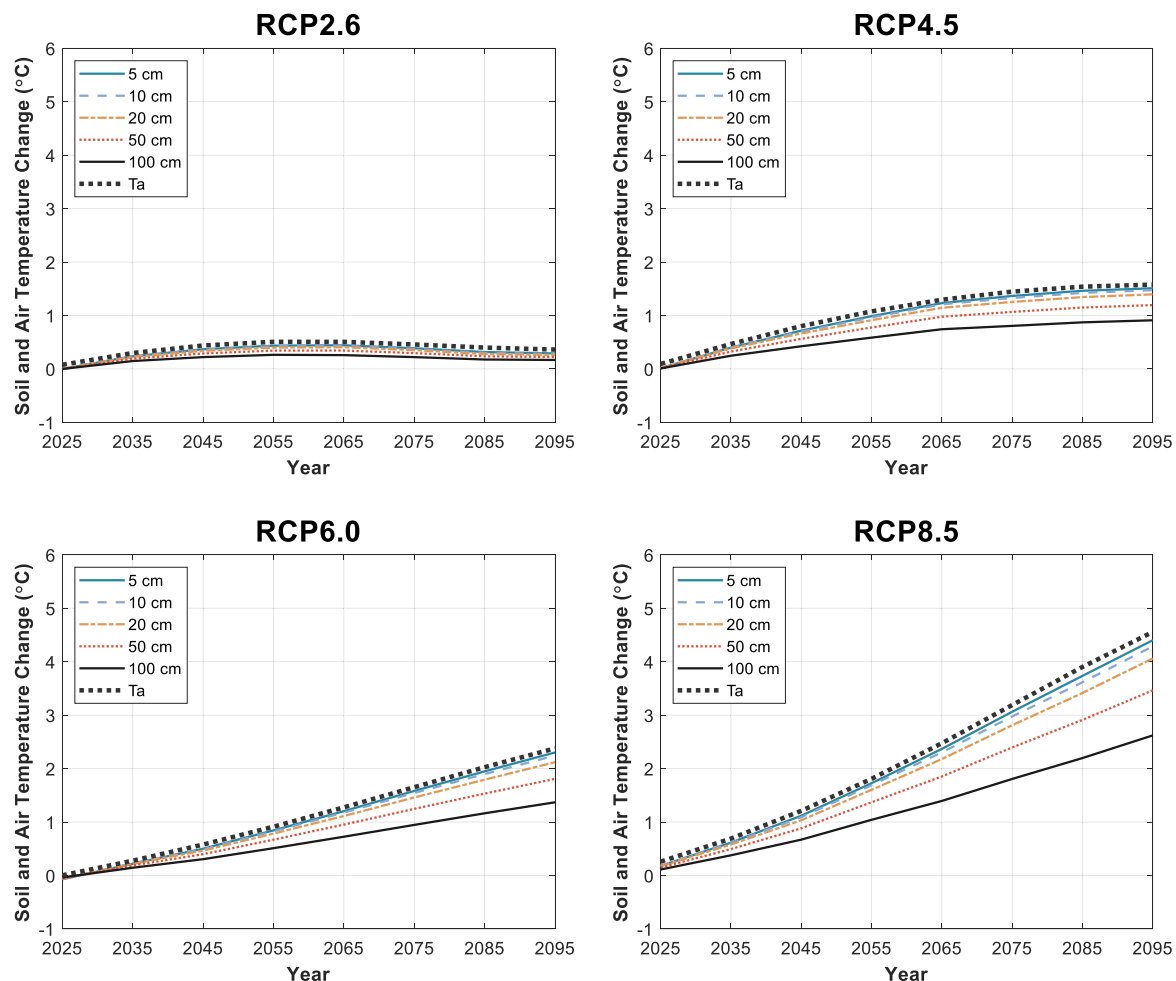 RCP2.6
Soil and Air Temperature Change (°C)
6
5
4
3
2
1
0
-1
5 cm
10 cm
20 cm
50 cm
100 cm
Ta
2025 2035 2045 2055 2065 2075 2085 2095
Year
RCP4.5
Soil and Air Temperature Change (°C)
6
5
4
3
2
1
0
-1
5 cm
10 cm
20 cm
50 cm
100 cm
Ta
2025 2035 2045 2055 2065 2075 2085 2095
Year
RCP6.0
Soil and Air Temperature Change (°C)
6
5
4
3
2
1
0
-1
5 cm
10 cm
20 cm
50 cm
100 cm
Ta
2025 2035 2045 2055 2065 2075 2085 2095
Year
RCP8.5
Soil and Air Temperature Change (°C)
6
5
4
3
2
1
0
-1
5 cm
10 cm
20 cm
50 cm
100 cm
Ta
2025 2035 2045 2055 2065 2075 2085 2095
Year